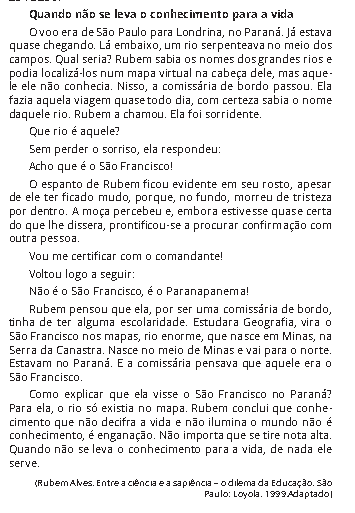 Quando não se leva o conhecimento para a vida
O voo era de São Paulo para Londrina, no Paraná. Já estava
quase chegando. Lá embaixo, um rio serpenteava no meio dos
campos. Qual seria? Rubem sabia os nomes dos grandes rios e
podia localizá-los num mapa virtual na cabeça dele, mas aque-
le ele não conhecia. Nisso, a comissária de bordo passou. Ela
fazia aquela viagem quase todo dia, com certeza sabia o nome
daquele rio. Rubem a chamou. Ela foi sorridente.
Que rio é aquele?
Sem perder o sorriso, ela respondeu:
Acho que é o São Francisco!
O espanto de Rubem ficou evidente em seu rosto, apesar
de ele ter ficado mudo, porque, no fundo, morreu de tristeza
por dentro. A moça percebeu e, embora estivesse quase certa
do que lhe dissera, prontificou-se a procurar confirmação com
outra pessoa.
Vou me certificar com o comandante!
Voltou logo a seguir:
Não é o São Francisco, é o Paranapanema!
Rubem pensou que ela, por ser uma comissária de bordo,
tinha de ter alguma escolaridade. Estudara Geografia, vira o
São Francisco nos mapas, rio enorme, que nasce em Minas, na
Serra da Canastra. Nasce no meio de Minas e vai para o norte.
Estavam no Paraná. E a comissária pensava que aquele era o
São Francisco.
Como explicar que ela visse o São Francisco no Paraná?
Para ela, o rio só existia no mapa. Rubem conclui que conhe-
cimento que não decifra a vida e não ilumina o mundo não é
conhecimento, é enganação. Não importa que se tire nota alta.
Quando não se leva o conhecimento para a vida, de nada ele
serve.
(Rubem Alves. Entre a ciência e a sapiência – o dilema da Educação. São
Paulo: Loyola. 1999.Adaptado)